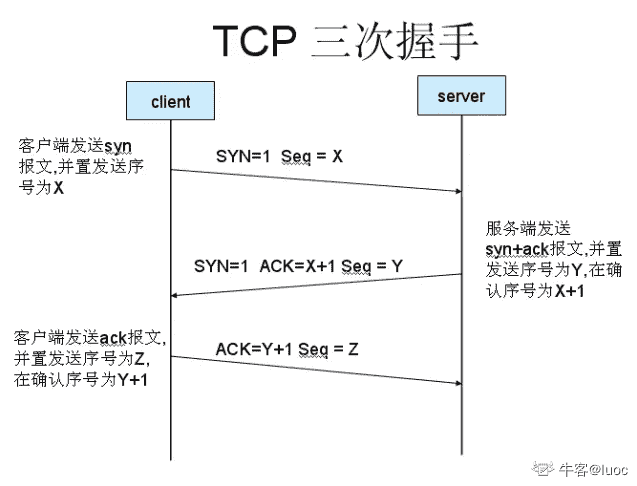 TCP 三次握手
client
server
客户端发送syn
报文,并置发送序
号为X
SYN=1 Seq = X
服务端发送
syn+ack报文,并置
发送序号为Y,在确
认序号为X+1
SYN=1 ACK=X+1 Seq = Y
客户端发送ack报文,
并置发送序号为Z,
在确认序号为Y+1
ACK=Y+1 Seq = Z
牛客@luoc